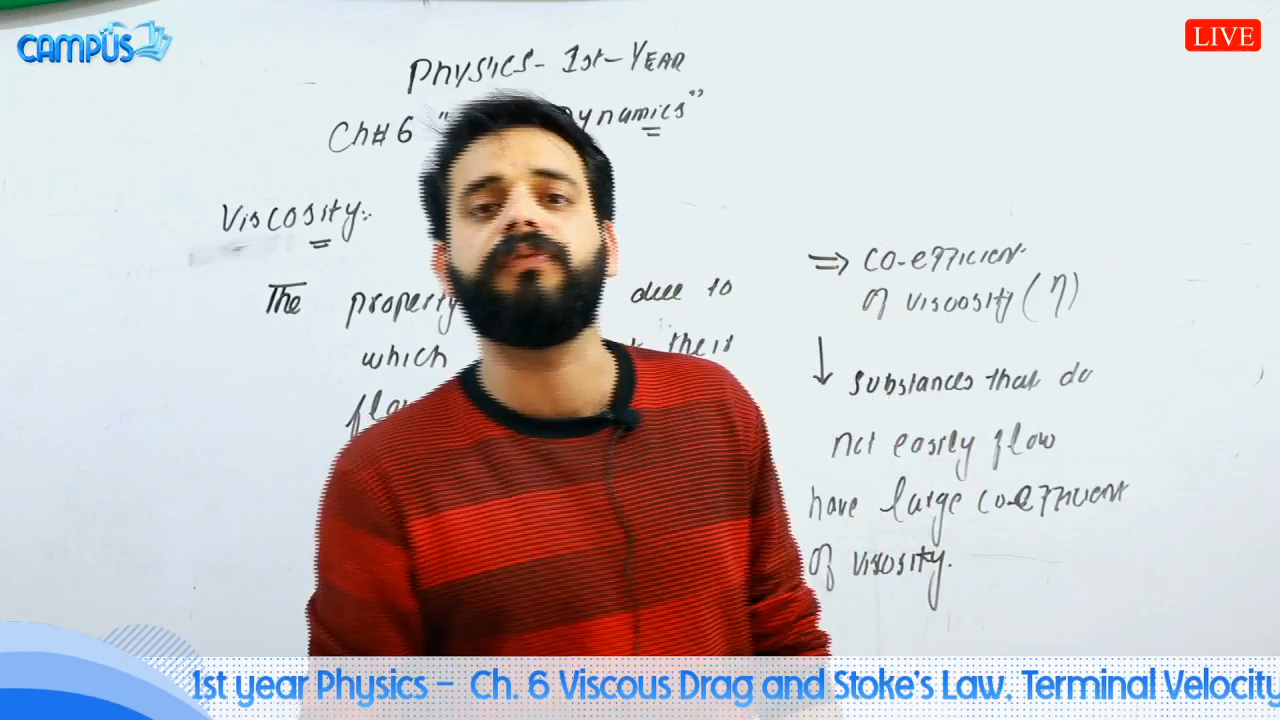 CAMPUS
LIVE
Physics - 1st - YEAR
Ch# 6 " ynamics"
Viscosity:
The property due to
which their
flow
⇒ co-efficient
of viscosity (η)
↓ substances that do
not easily flow
have large co-efficient
of viscosity.
1st year Physics – Ch. 6 Viscous Drag and Stoke's Law, Terminal Velocity